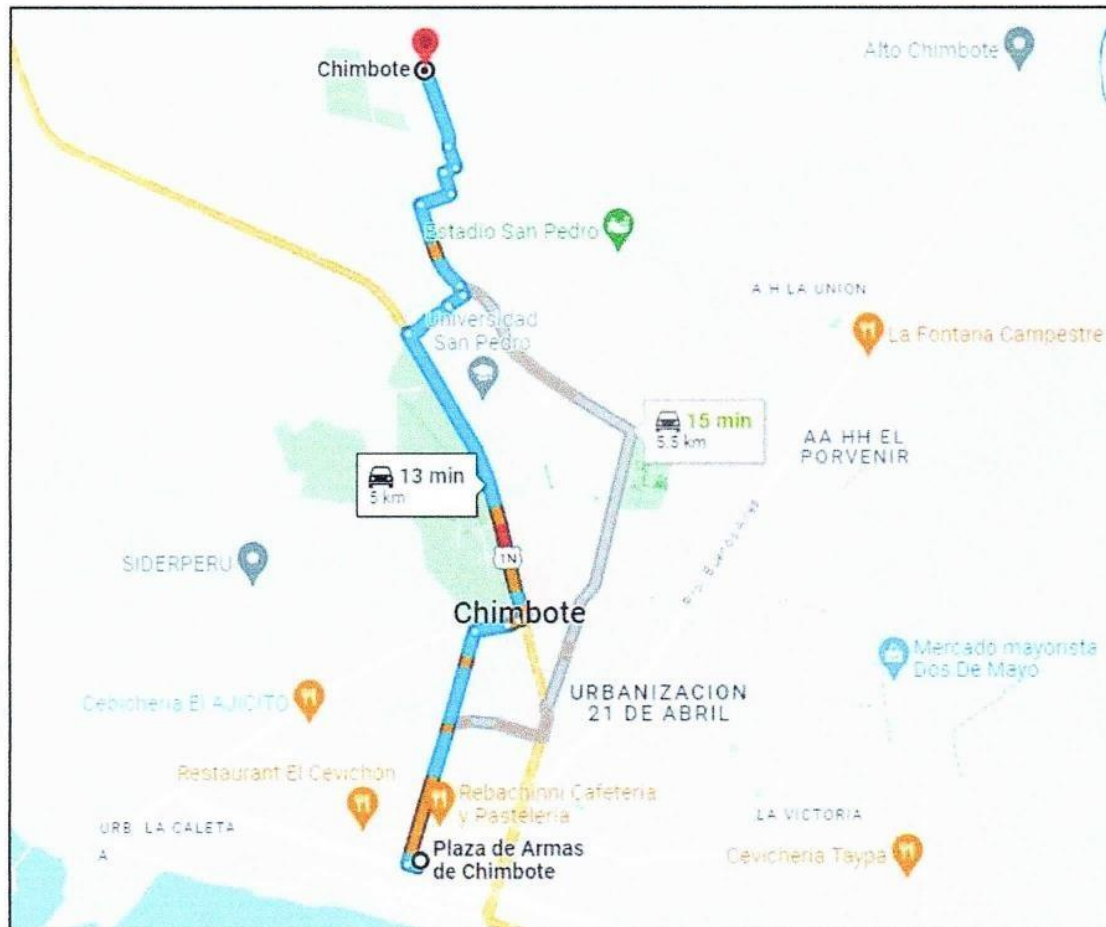 Chimbote
Alto Chimbote
Estadio San Pedro
A H LA UNION
Universidad
San Pedro
La Fontana Campestre
15 min
5.5 km
AA HH EL
PORVENIR
13 min
5 km
SIDERPERU
1N
Chimbote
Mercado mayorista
Dos De Mayo
URBANIZACION
21 DE ABRIL
Cebicheria El AJICITO
Restaurant El Cevichon
Rebachinni Cafeteria
y Pasteleria
URB LA CALETA
A
LA VICTORIA
Plaza de Armas
de Chimbote
Cevicheria Taypa